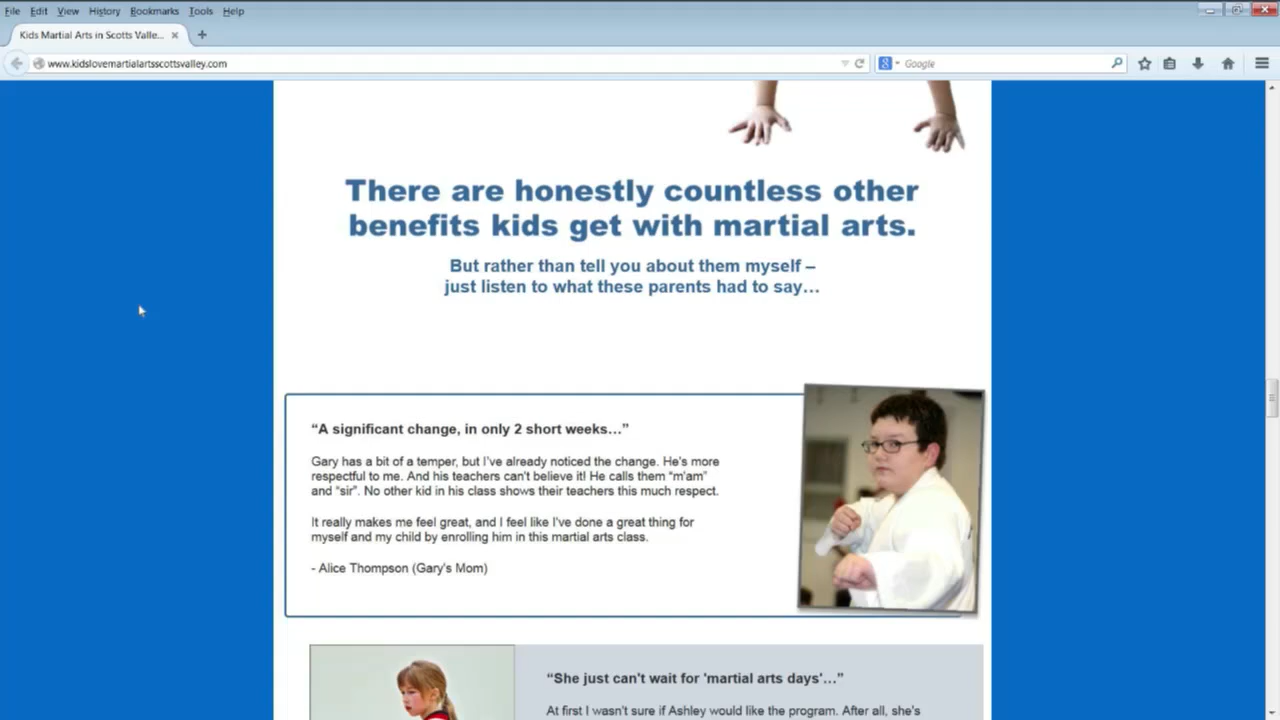 File Edit View History Bookmarks Tools Help
Kids Martial Arts in Scotts Valle...
www.kidslovemartialartsscottsvalley.com
Google
There are honestly countless other
benefits kids get with martial arts.
But rather than tell you about them myself –
just listen to what these parents had to say…
“A significant change, in only 2 short weeks…”
Gary has a bit of a temper, but I've already noticed the change. He's more
respectful to me. And his teachers can't believe it! He calls them “m'am”
and “sir”. No other kid in his class shows their teachers this much respect.
It really makes me feel great, and I feel like I've done a great thing for
myself and my child by enrolling him in this martial arts class.
- Alice Thompson (Gary's Mom)
“She just can't wait for 'martial arts days'…”
At first I wasn't sure if Ashley would like the program. After all, she's